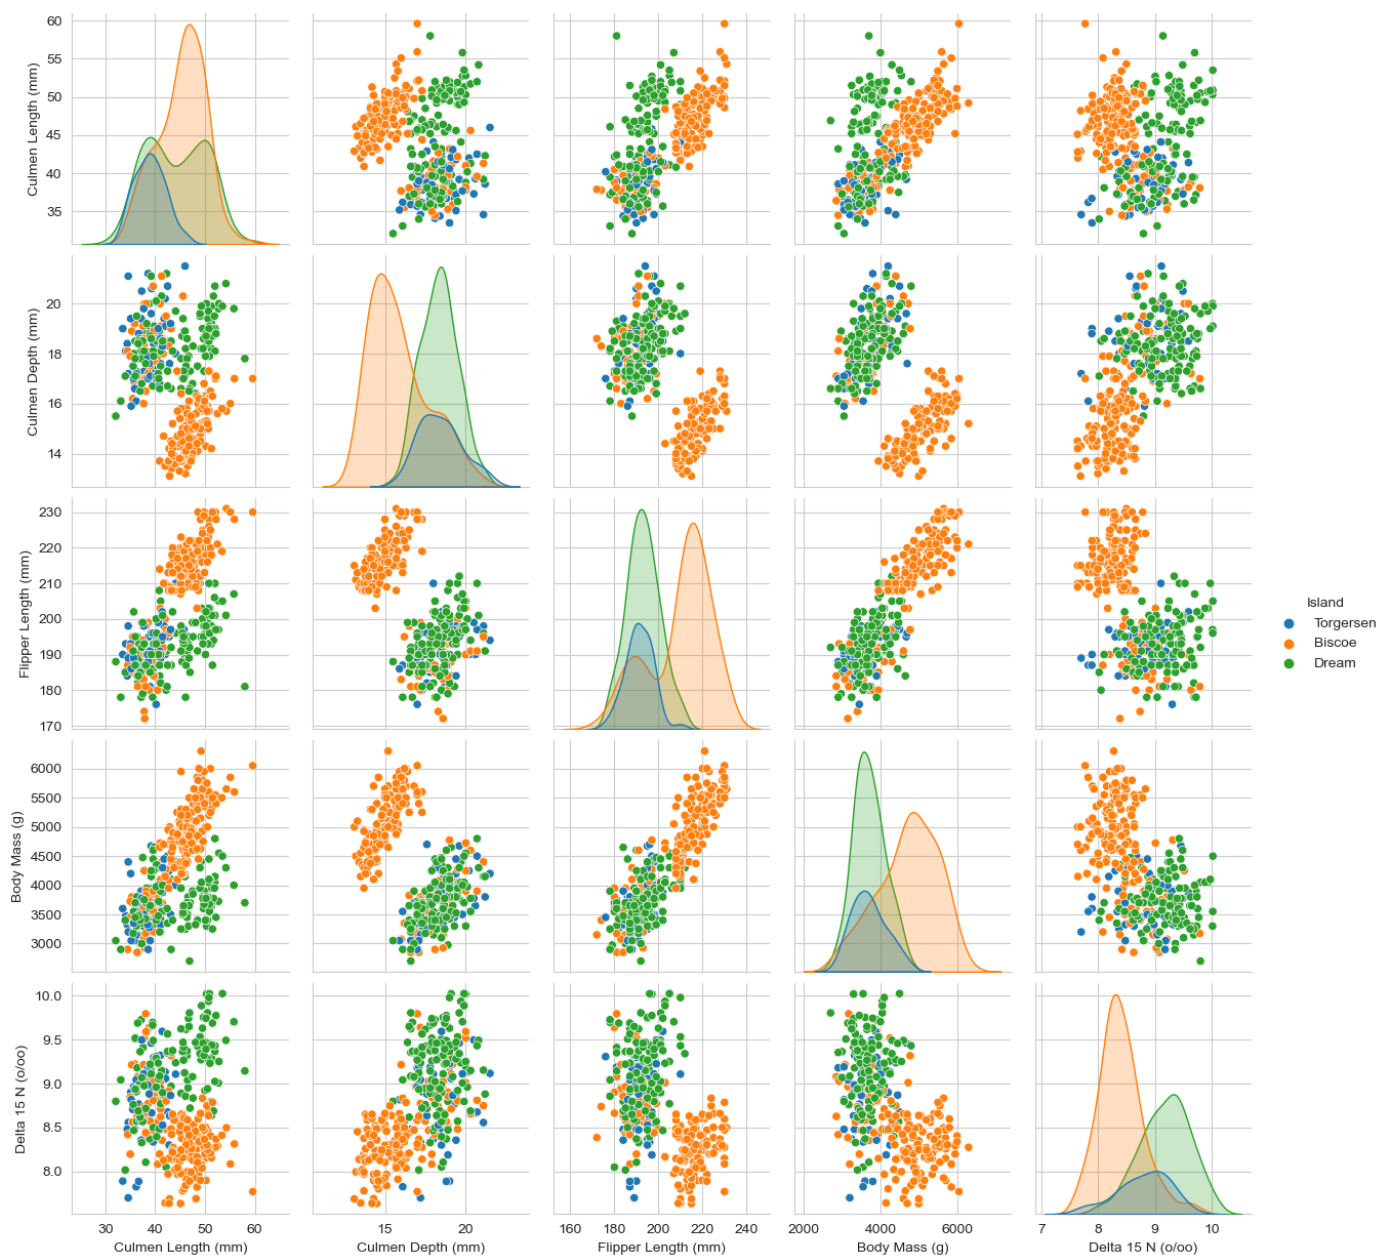 60
55
50
45
40
35
Culmen Length (mm)
20
18
16
14
Culmen Depth (mm)
230
220
210
200
190
180
170
Flipper Length (mm)
Island
Torgersen
Biscoe
Dream
6000
5500
5000
4500
4000
3500
3000
Body Mass (g)
10.0
9.5
9.0
8.5
8.0
Delta 15 N (o/oo)
30 40 50 60
15 20
160 180 200 220 240
2000 4000 6000
7 8 9 10
Culmen Length (mm)
Culmen Depth (mm)
Flipper Length (mm)
Body Mass (g)
Delta 15 N (o/oo)